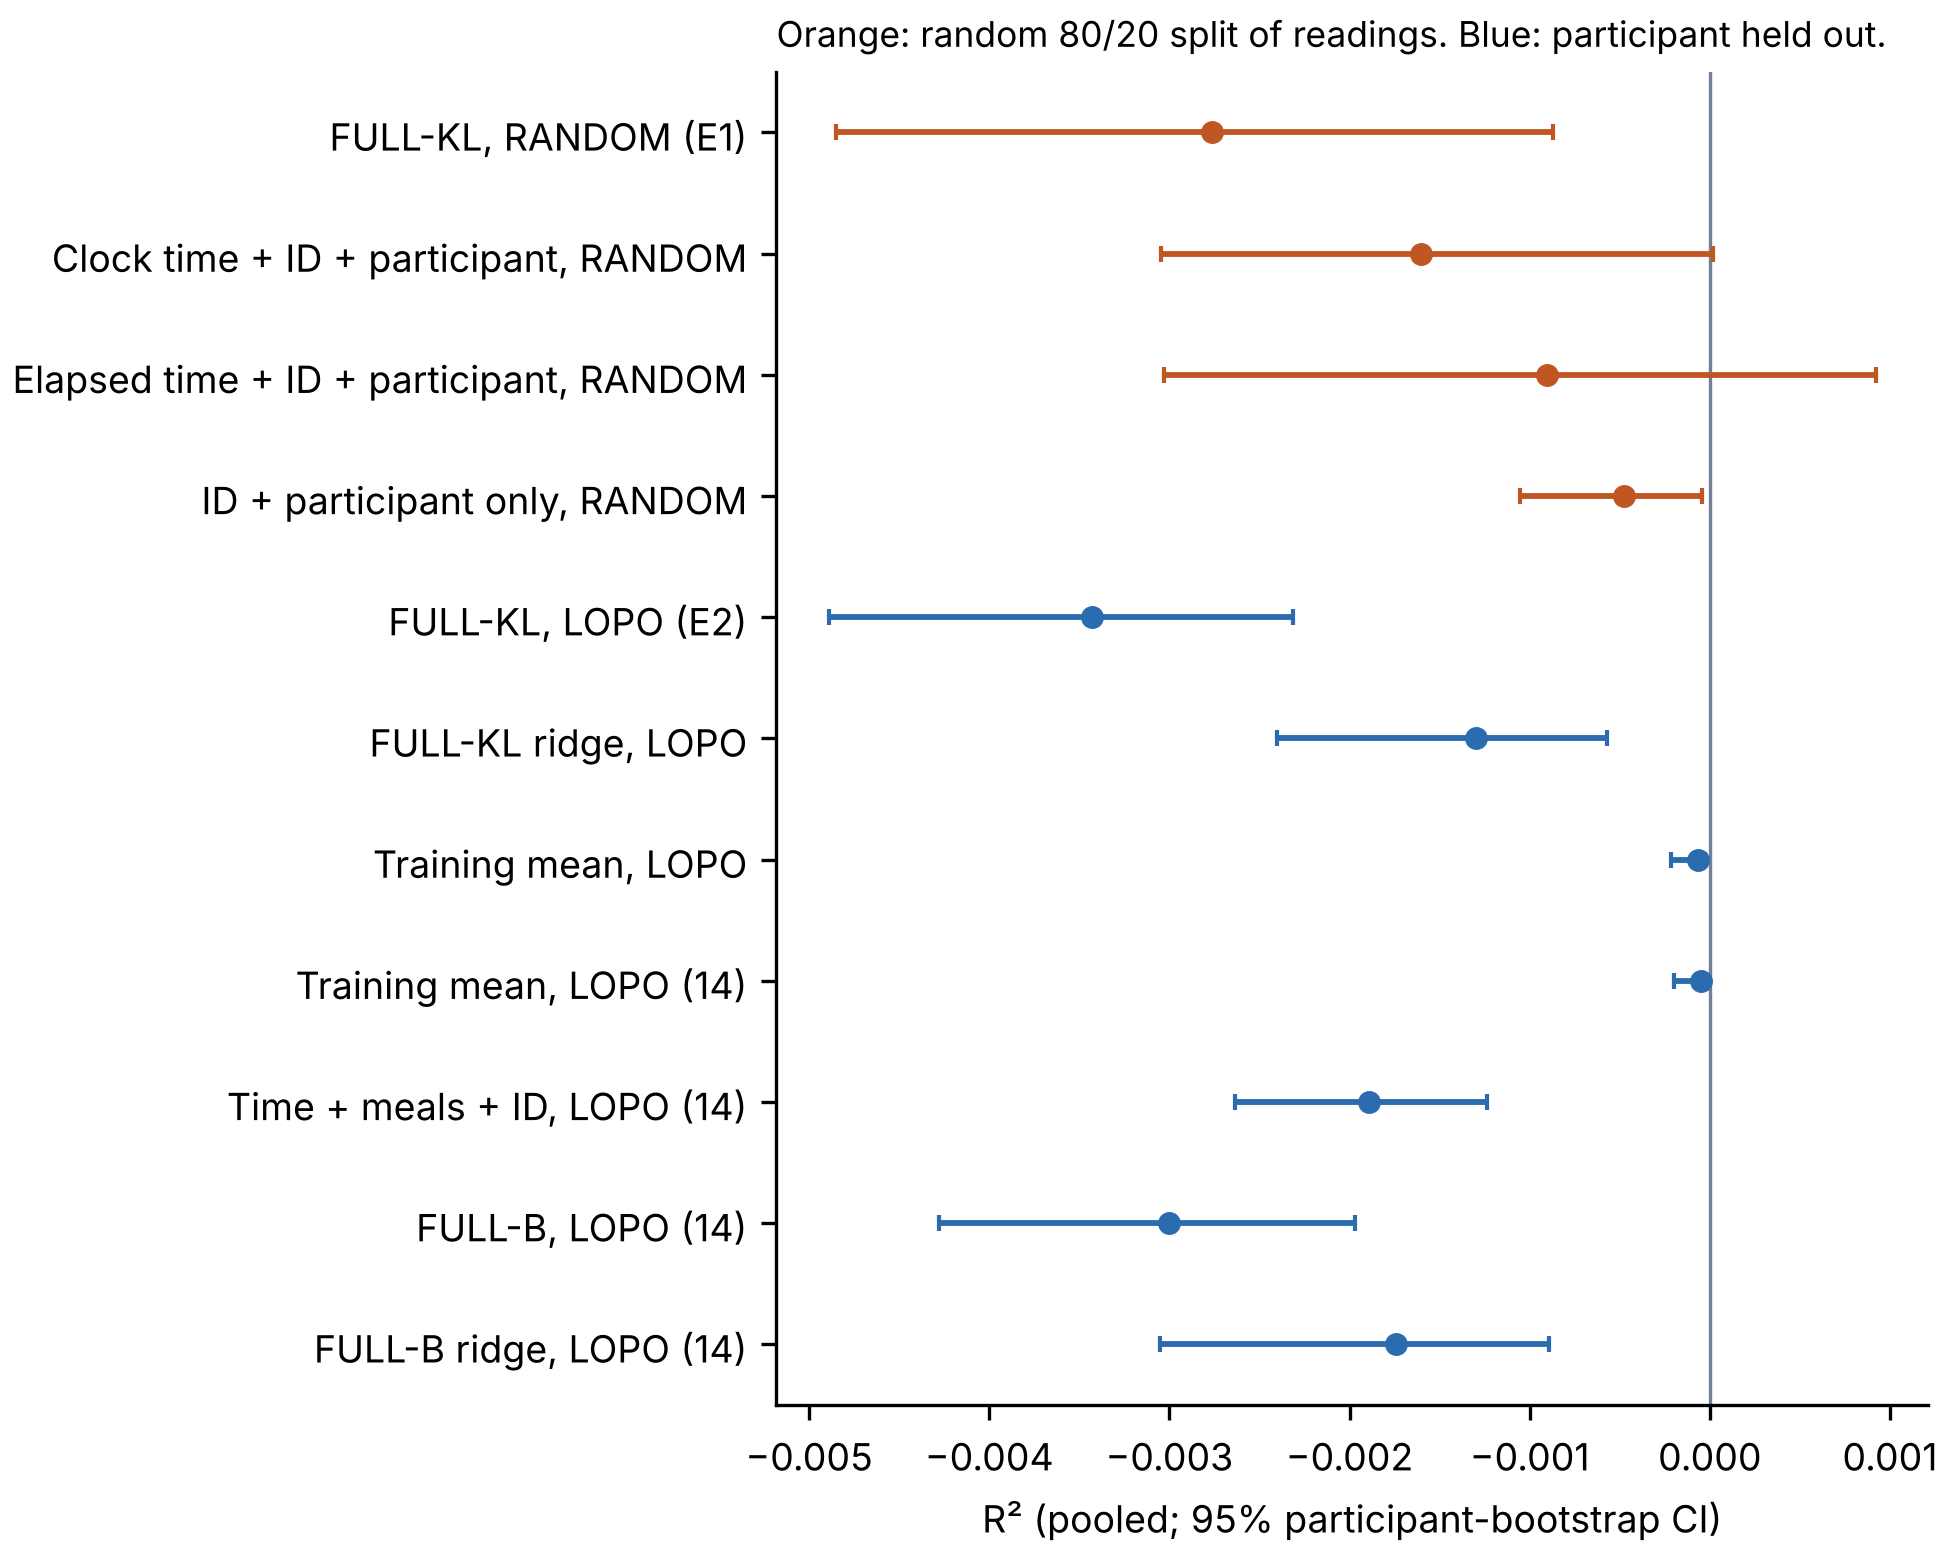 Orange: random 80/20 split of readings. Blue: participant held out.
FULL-KL, RANDOM (E1)
Clock time + ID + participant, RANDOM
Elapsed time + ID + participant, RANDOM
ID + participant only, RANDOM
FULL-KL, LOPO (E2)
FULL-KL ridge, LOPO
Training mean, LOPO
Training mean, LOPO (14)
Time + meals + ID, LOPO (14)
FULL-B, LOPO (14)
FULL-B ridge, LOPO (14)
−0.005 −0.004 −0.003 −0.002 −0.001 0.000 0.001
R² (pooled; 95% participant-bootstrap CI)